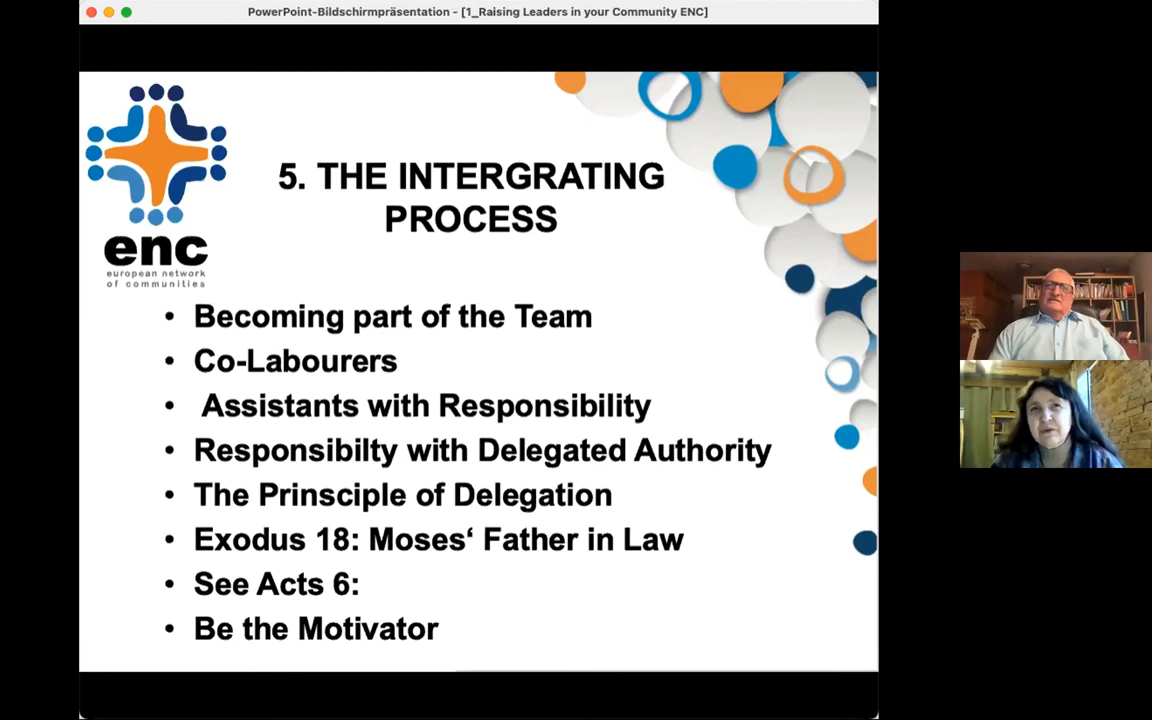 PowerPoint-Bildschirmpräsentation - [1_Raising Leaders in your Community ENC]
enc
european network
of communities
5. THE INTERGRATING
PROCESS
• Becoming part of the Team
• Co-Labourers
• Assistants with Responsibility
• Responsibilty with Delegated Authority
• The Prinsciple of Delegation
• Exodus 18: Moses‘ Father in Law
• See Acts 6:
• Be the Motivator